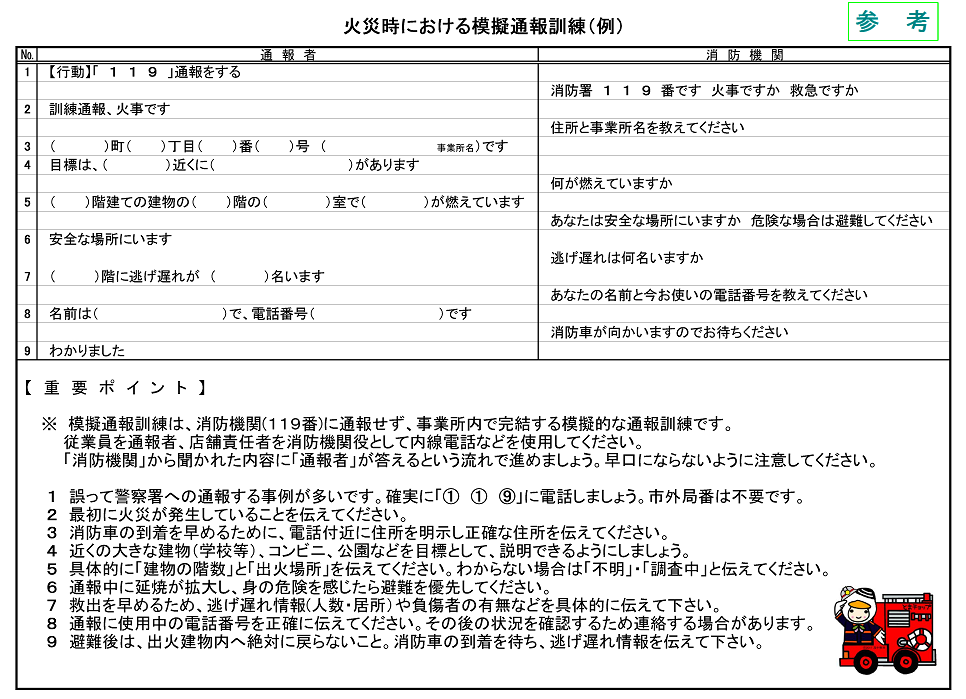 火災時における模擬通報訓練（例）
参　考
No. 通　報　者 消　防　機　関
1 【行動】「　１　１　９　」通報をする
消防署　１　１　９　番です　火事ですか　救急ですか
2 訓練通報、火事です
住所と事業所名を教えてください
3 （　　　）町（　　）丁目（　　）番（　　）号　（　　　　　　　　事業所名）です
4 目標は、（　　　　）近くに（　　　　　　　　　）があります
何が燃えていますか
5 （　　）階建ての建物の（　　）階の（　　　　）室で（　　　　）が燃えています
あなたは安全な場所にいますか　危険な場合は避難してください
6 安全な場所にいます
逃げ遅れは何名いますか
7 （　　　）階に逃げ遅れが　（　　　）名います
あなたの名前と今お使いの電話番号を教えてください
8 名前は（　　　　　　　　）で、電話番号（　　　　　　　　）です
消防車が向かいますのでお待ちください
9 わかりました
【　重　要　ポ　イ　ン　ト　】
※　模擬通報訓練は、消防機関（119番）に通報せず、事業所内で完結する模擬的な通報訓練です。
従業員を通報者、店舗責任者を消防機関役として内線電話などを使用してください。
「消防機関」から聞かれた内容に「通報者」が答えるという流れで進めましょう。早口にならないように注意してください。
1　誤って警察署への通報する事例が多いです。確実に「①　①　⑨」に電話しましょう。市外局番は不要です。
2　最初に火災が発生していることを伝えてください。
3　消防車の到着を早めるために、電話付近に住所を明示し正確な住所を伝えてください。
4　近くの大きな建物（学校等）、コンビニ、公園などを目標として、説明できるようにしましょう。
5　具体的に「建物の階数」と「出火場所」を伝えてください。わからない場合は「不明」・「調査中」と伝えてください。
6　通報中に延焼が拡大し、身の危険を感じたら避難を優先してください。
7　救出を早めるため、逃げ遅れ情報（人数・居所）や負傷者の有無などを具体的に伝えて下さい。
8　通報に使用中の電話番号を正確に伝えてください。その後の状況を確認するため連絡する場合があります。
9　避難後は、出火建物内へ絶対に戻らないこと。消防車の到着を待ち、逃げ遅れ情報を伝えて下さい。